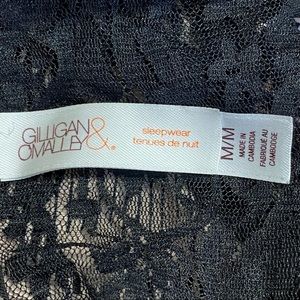 GILLIGAN &
O'MALLEY®
sleepwear
tenues de nuit
M/M
MADE IN
CAMBODIA
FABRIQUÉ AU
CAMBODGE